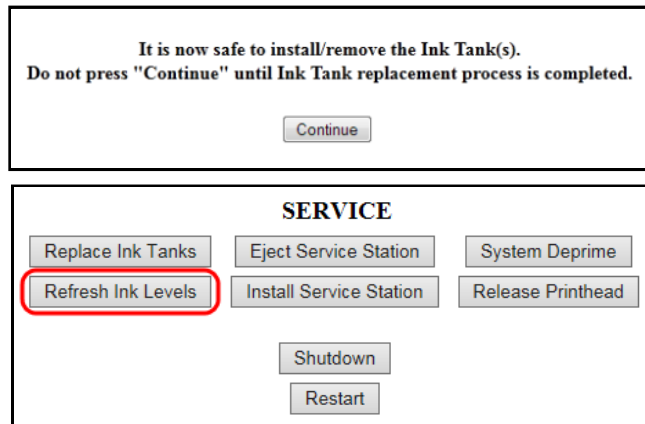 It is now safe to install/remove the Ink Tank(s).
Do not press "Continue" until Ink Tank replacement process is completed.
Continue
SERVICE
Replace Ink Tanks Eject Service Station System Deprime
Refresh Ink Levels Install Service Station Release Printhead
Shutdown
Restart